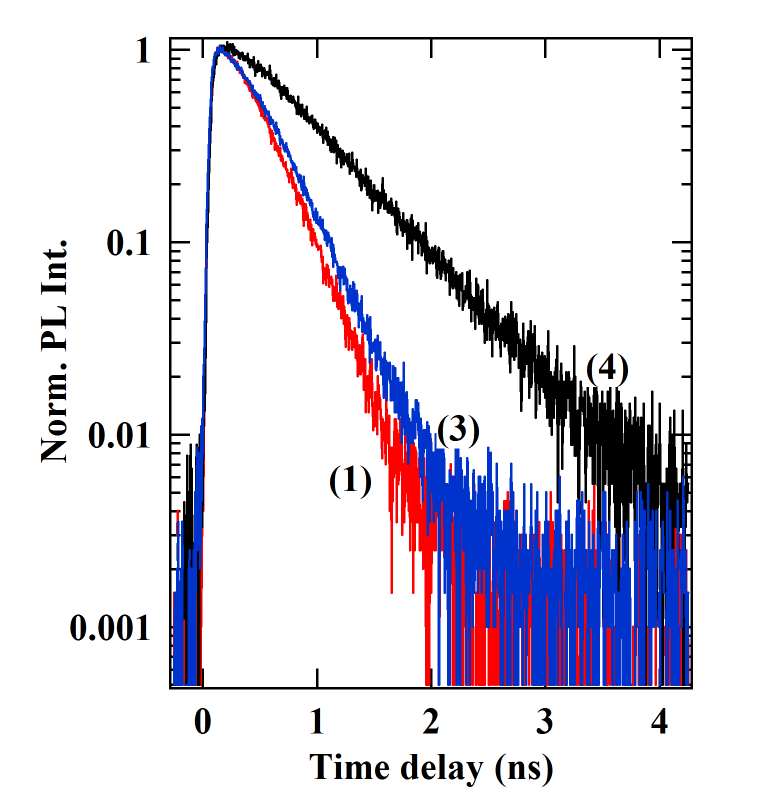 1
0.1
0.01
0.001
Norm. PL Int.
(4)
(3)
(1)
0 1 2 3 4
Time delay (ns)